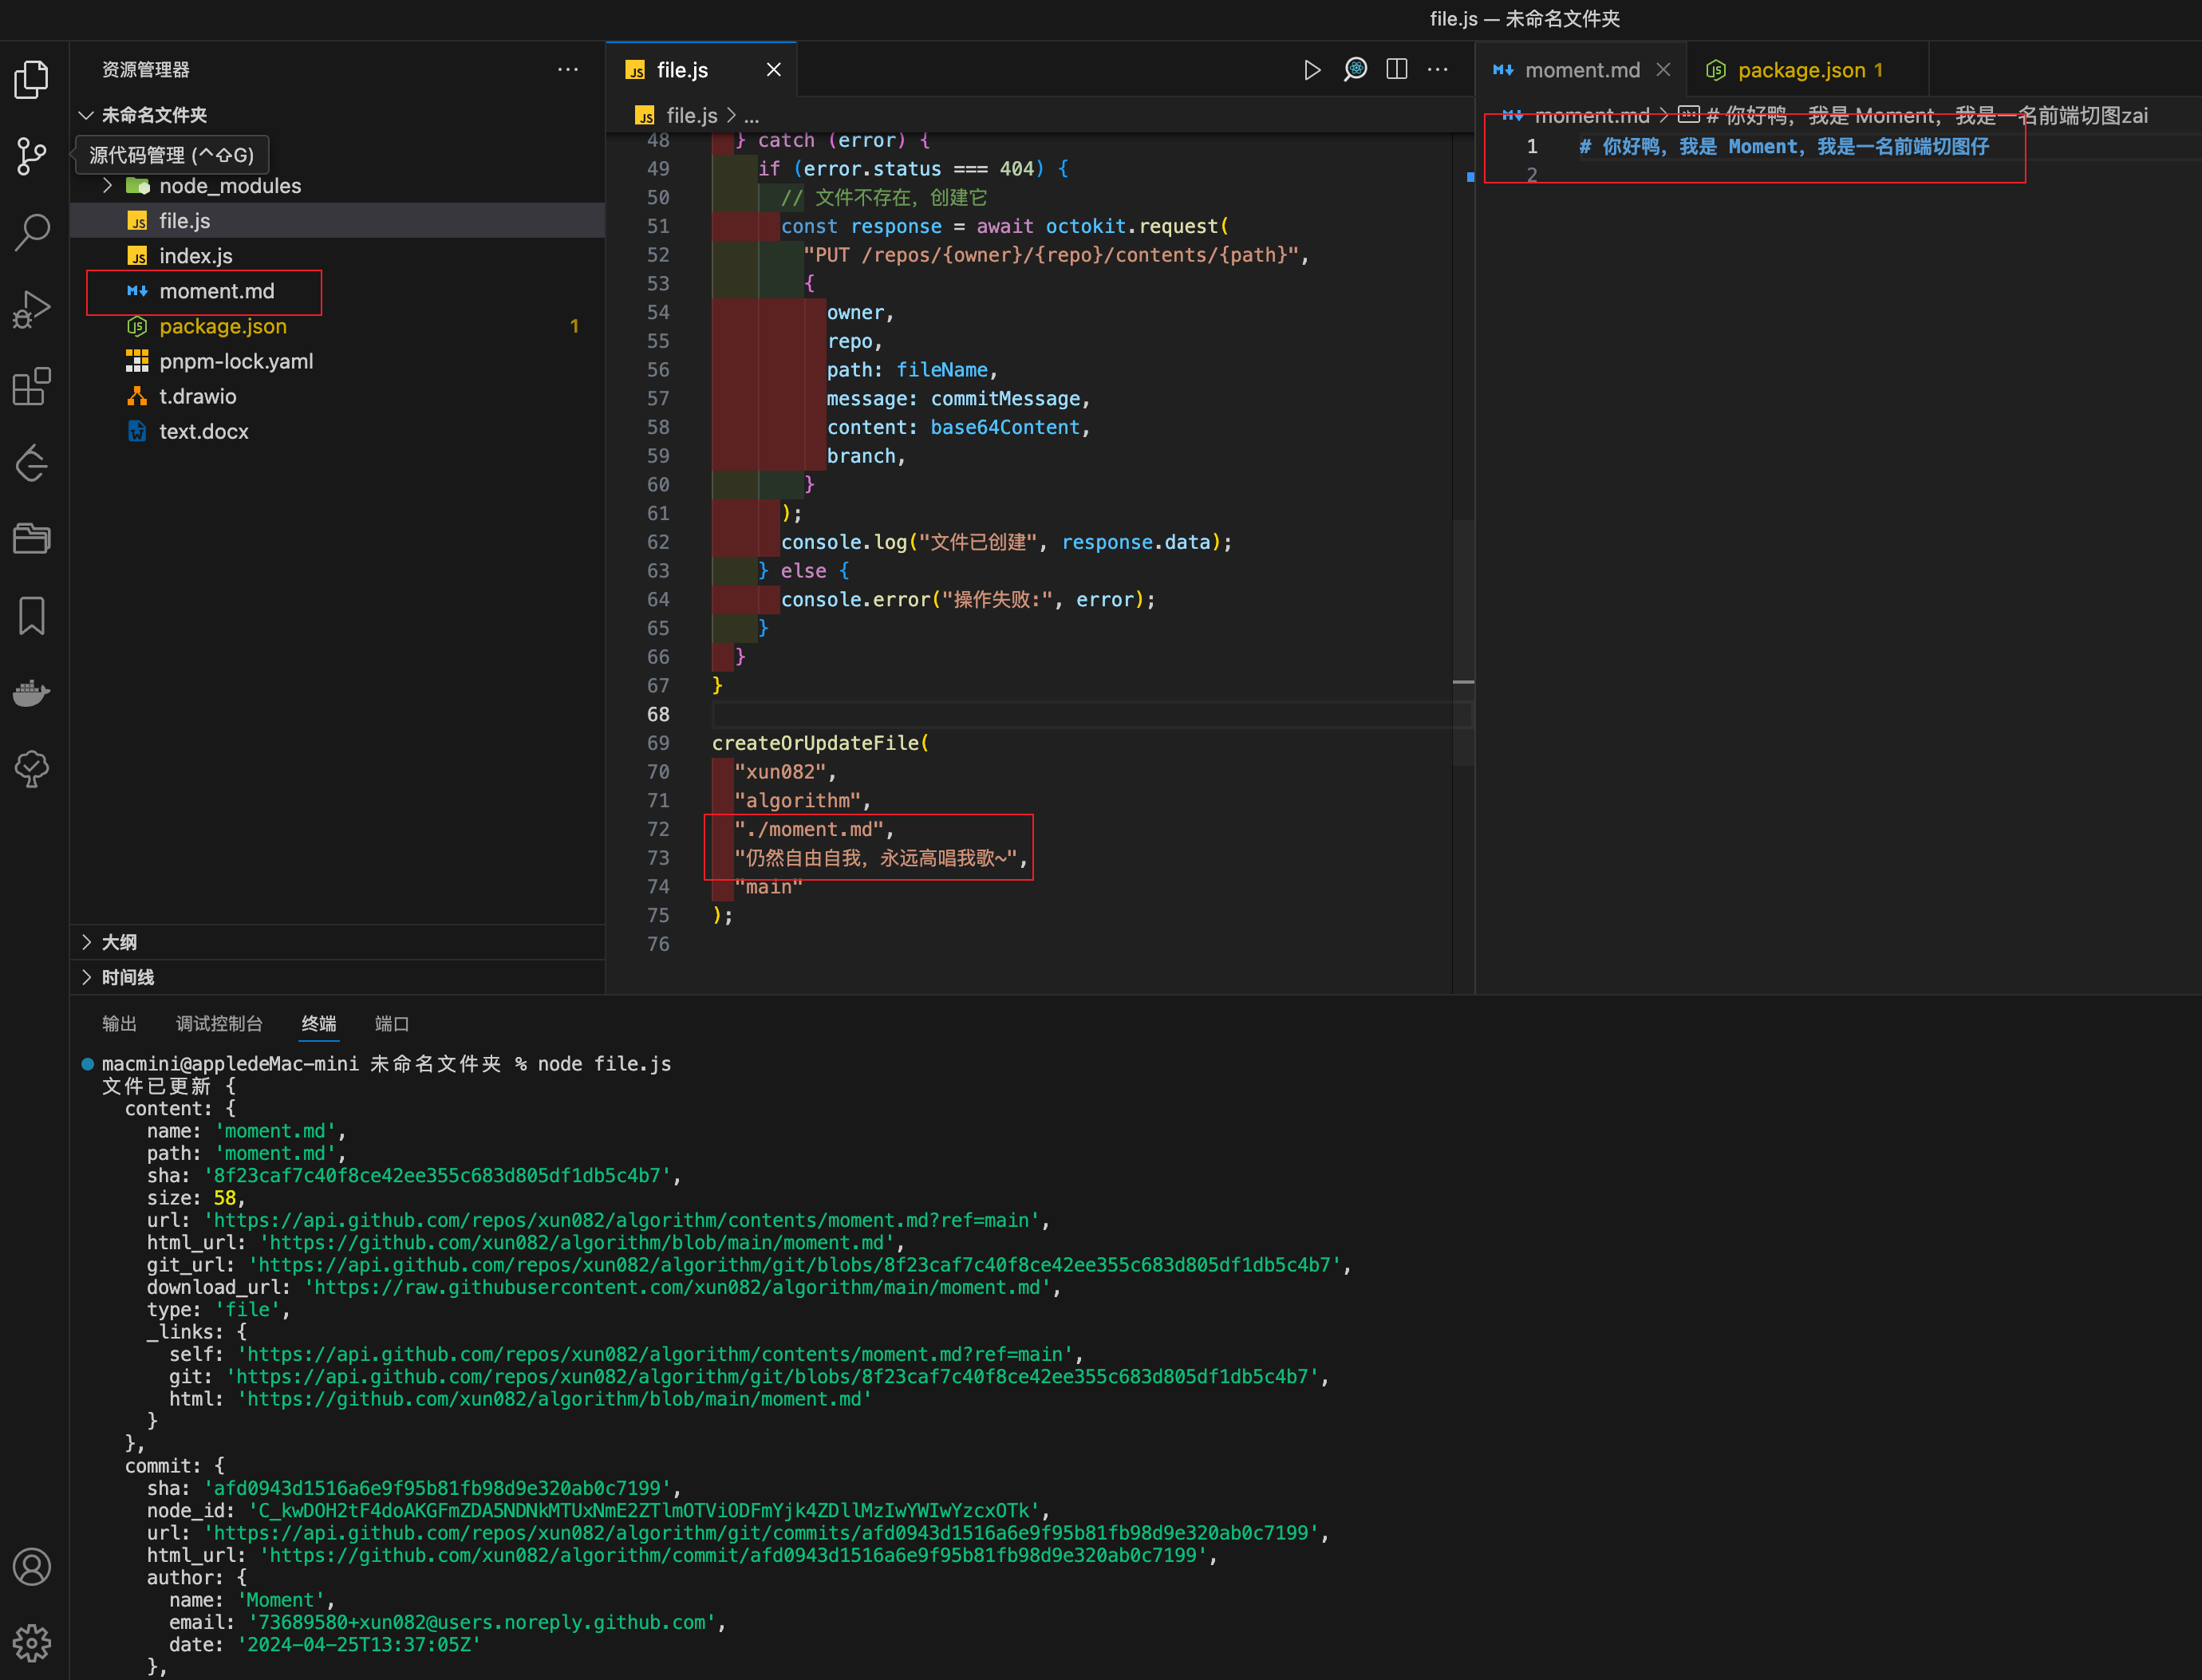 file.js — 未命名文件夹
资源管理器
未命名文件夹
源代码管理 (^⇧G)
node_modules
file.js
index.js
moment.md
package.json 1
pnpm-lock.yaml
t.drawio
text.docx
大纲
时间线
file.js
file.js > ...
48 } catch (error) {
49 if (error.status === 404) {
50 // 文件不存在，创建它
51 const response = await octokit.request(
52 "PUT /repos/{owner}/{repo}/contents/{path}",
53 {
54 owner,
55 repo,
56 path: fileName,
57 message: commitMessage,
58 content: base64Content,
59 branch,
60 }
61 );
62 console.log("文件已创建", response.data);
63 } else {
64 console.error("操作失败:", error);
65 }
66 }
67 }
68
69 createOrUpdateFile(
70 "xun082",
71 "algorithm",
72 "./moment.md",
73 "仍然自由自我，永远高唱我歌~",
74 "main"
75 );
76
moment.md
package.json 1
moment.md > # 你好鸭，我是 Moment，我是一名前端切图zai
1 # 你好鸭，我是 Moment，我是一名前端切图仔
2
输出 调试控制台 终端 端口
macmini@appledeMac-mini 未命名文件夹 % node file.js
文件已更新 {
content: {
name: 'moment.md',
path: 'moment.md',
sha: '8f23caf7c40f8ce42ee355c683d805df1db5c4b7',
size: 58,
url: 'https://api.github.com/repos/xun082/algorithm/contents/moment.md?ref=main',
html_url: 'https://github.com/xun082/algorithm/blob/main/moment.md',
git_url: 'https://api.github.com/repos/xun082/algorithm/git/blobs/8f23caf7c40f8ce42ee355c683d805df1db5c4b7',
download_url: 'https://raw.githubusercontent.com/xun082/algorithm/main/moment.md',
type: 'file',
_links: {
self: 'https://api.github.com/repos/xun082/algorithm/contents/moment.md?ref=main',
git: 'https://api.github.com/repos/xun082/algorithm/git/blobs/8f23caf7c40f8ce42ee355c683d805df1db5c4b7',
html: 'https://github.com/xun082/algorithm/blob/main/moment.md'
}
},
commit: {
sha: 'afd0943d1516a6e9f95b81fb98d9e320ab0c7199',
node_id: 'C_kwDOH2tF4doAKGFmZDA5NDNkMTUxNmE2ZTlmOTViODFmYjk4ZDllMzIwYWIwYzcxOTk',
url: 'https://api.github.com/repos/xun082/algorithm/git/commits/afd0943d1516a6e9f95b81fb98d9e320ab0c7199',
html_url: 'https://github.com/xun082/algorithm/commit/afd0943d1516a6e9f95b81fb98d9e320ab0c7199',
author: {
name: 'Moment',
email: '73689580+xun082@users.noreply.github.com',
date: '2024-04-25T13:37:05Z'
},